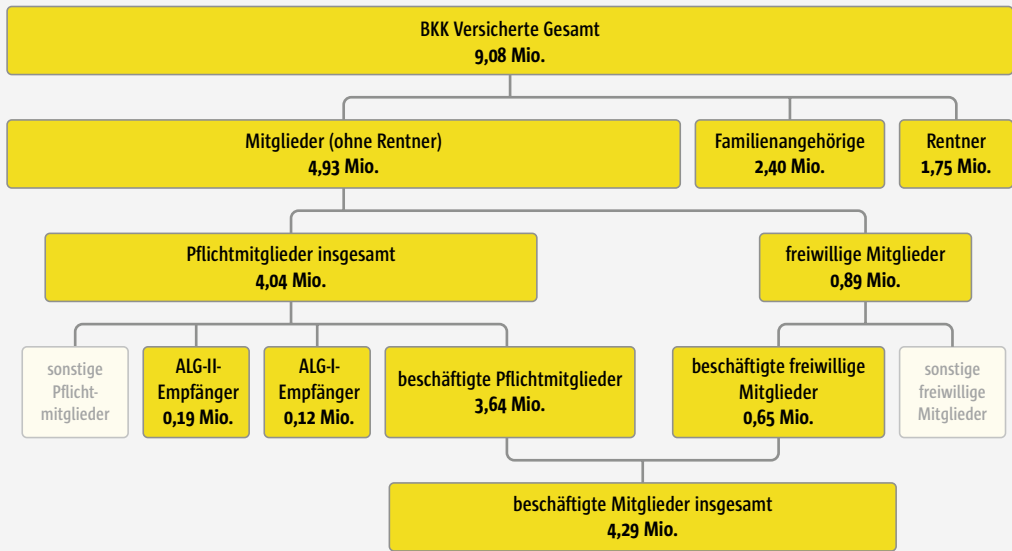 BKK Versicherte Gesamt
9,08 Mio.
Mitglieder (ohne Rentner)
4,93 Mio.
Familienangehörige
2,40 Mio.
Rentner
1,75 Mio.
Pflichtmitglieder insgesamt
4,04 Mio.
freiwillige Mitglieder
0,89 Mio.
sonstige
Pflicht-
mitglieder
ALG-II-
Empfänger
0,19 Mio.
ALG-I-
Empfänger
0,12 Mio.
beschäftigte Pflichtmitglieder
3,64 Mio.
beschäftigte freiwillige
Mitglieder
0,65 Mio.
sonstige
freiwillige
Mitglieder
beschäftigte Mitglieder insgesamt
4,29 Mio.